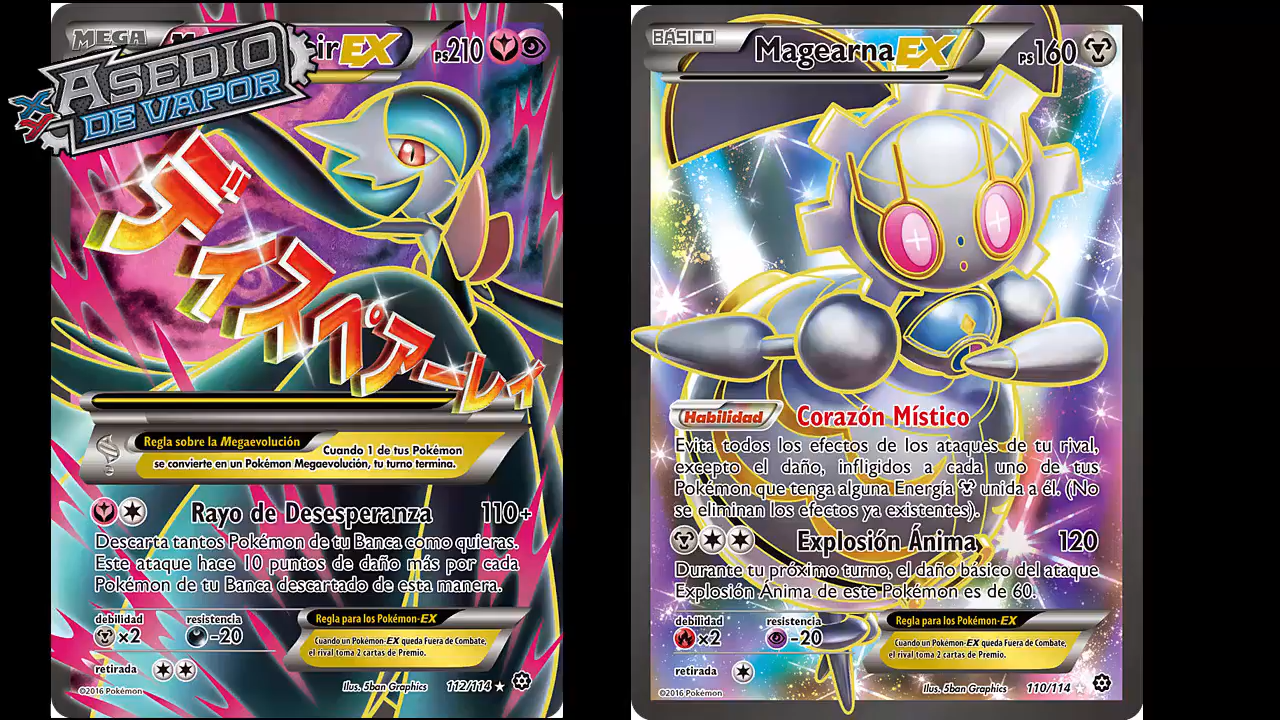 MEGA
EX
PS210
XY
ASEDIO
DE VAPOR
ディスペアーレイ
Regla sobre la Megaevolución
Cuando 1 de tus Pokémon
se convierte en un Pokémon Megaevolución, tu turno termina.
Rayo de Desesperanza 110+
Descarta tantos Pokémon de tu Banca como quieras.
Este ataque hace 10 puntos de daño más por cada
Pokémon de tu Banca descartado de esta manera.
debilidad resistencia
×2 -20
Regla para los Pokémon-EX
Cuando un Pokémon-EX queda Fuera de Combate,
el rival toma 2 cartas de Premio.
retirada
©2016 Pokémon
Ilus. 5ban Graphics 112/114
BÁSICO
MagearnaEX
PS160
Habilidad Corazón Místico
Evita todos los efectos de los ataques de tu rival,
excepto el daño, infligidos a cada uno de tus
Pokémon que tenga alguna Energía unida a él. (No
se eliminan los efectos ya existentes).
Explosión Ánima 120
Durante tu próximo turno, el daño básico del ataque
Explosión Ánima de este Pokémon es de 60.
debilidad resistencia
×2 -20
Regla para los Pokémon-EX
Cuando un Pokémon-EX queda Fuera de Combate,
el rival toma 2 cartas de Premio.
retirada
©2016 Pokémon
Ilus. 5ban Graphics 110/114